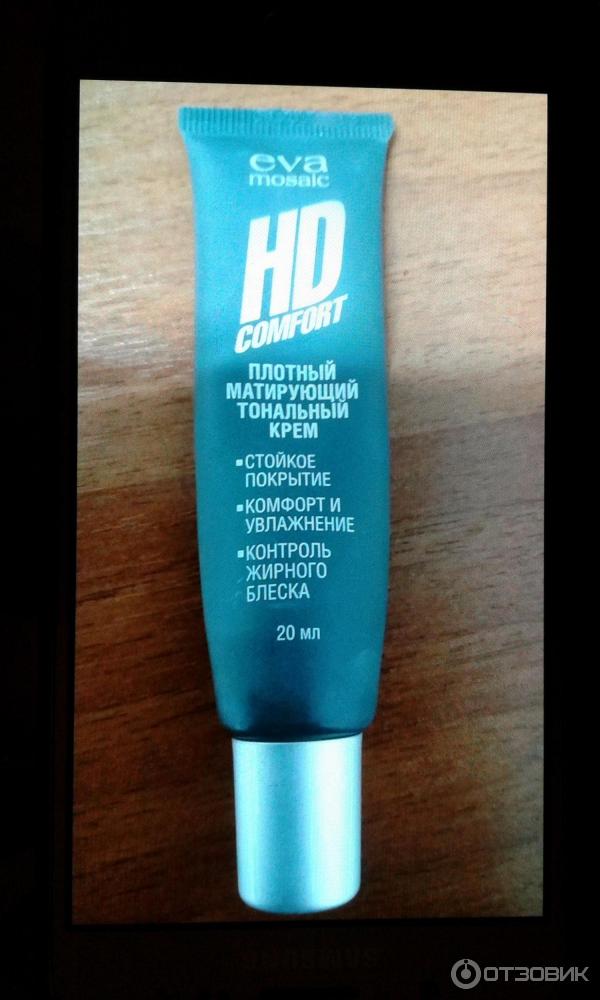 eva
mosaic
HD
COMFORT
ПЛОТНЫЙ
МАТИРУЮЩИЙ
ТОНАЛЬНЫЙ
КРЕМ
▪СТОЙКОЕ
ПОКРЫТИЕ
▪КОМФОРТ И
УВЛАЖНЕНИЕ
▪КОНТРОЛЬ
ЖИРНОГО
БЛЕСКА
20 мл
ОТЗОВИК